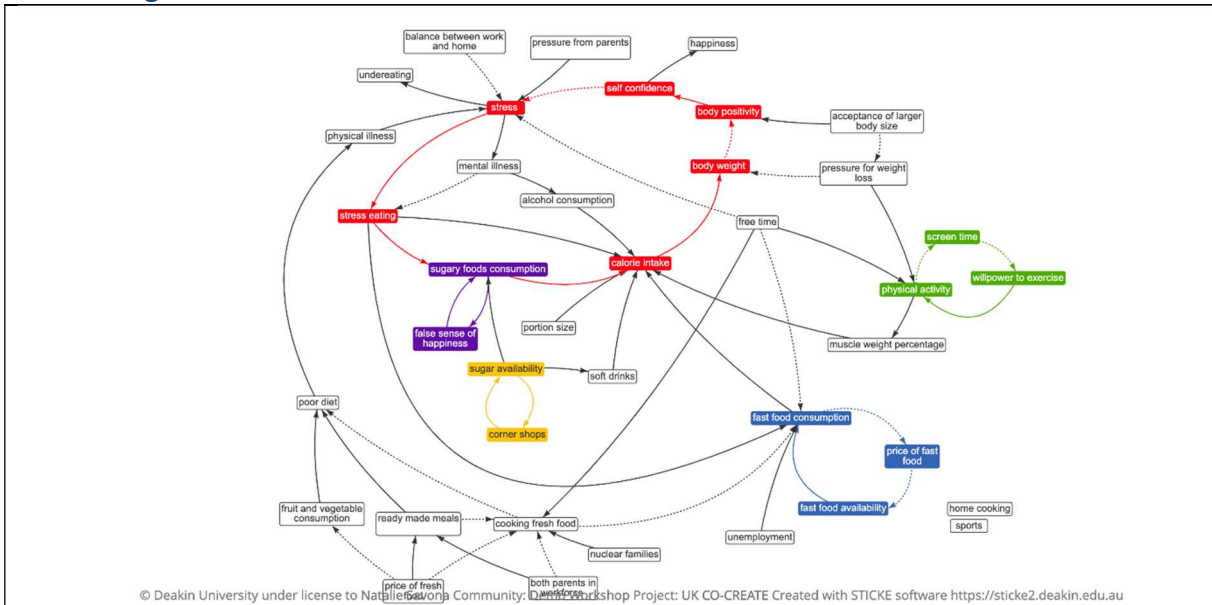 balance between work
and home
pressure from parents
happiness
undereating
self confidence
stress
body positivity
acceptance of larger
body size
physical illness
mental illness
body weight
pressure for weight
loss
alcohol consumption
stress eating
free time
screen time
calorie intake
sugary foods consumption
willpower to exercise
physical activity
portion size
false sense of
happiness
muscle weight percentage
sugar availability
soft drinks
poor diet
fast food consumption
corner shops
price of fast
food
fruit and vegetable
consumption
ready made meals
cooking fresh food
fast food availability
home cooking
sports
unemployment
nuclear families
price of fresh
food
both parents in
workforce
© Deakin University under license to Natalie Savona Community: Demo Workshop Project: UK CO-CREATE Created with STICKE software https://sticke2.deakin.edu.au